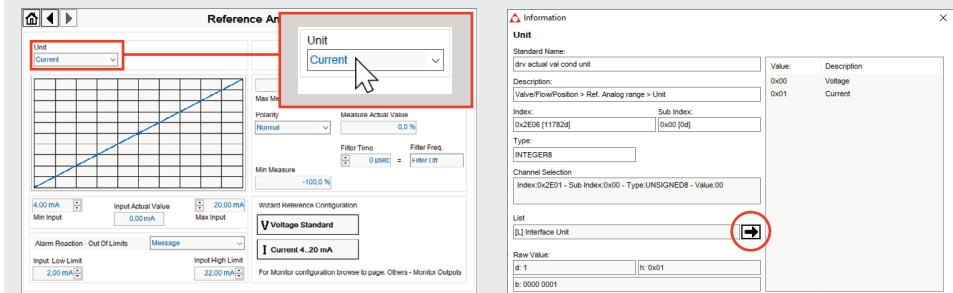 Reference An
Unit
Current
Unit
Current
Max Me
Polarity
Measure Actual Value
Normal
0,0 %
Filter Time
Filter Freq.
0 µsec
=
Filter Off
Min Measure
-100,0 %
4.00 mA
Input Actual Value
20,00 mA
Min Input
0,00 mA
Max Input
Wizard Reference Configuration
V Voltage Standard
I Current 4..20 mA
Alarm Reaction - Out Of Limits
Message
Input Low Limit
Input High Limit
2,00 mA
22,00 mA
For Monitor configuration browse to page: Others - Monitor Outputs
Information
Unit
Standard Name:
drv actual val cond unit
Description:
Valve/Flow/Position > Ref. Analog range > Unit
Index:
Sub Index:
0x2E06 [11782d]
0x00 [0d]
Type:
INTEGER8
Channel Selection
Index:0x2E01 - Sub Index:0x00 - Type:UNSIGNED8 - Value:00
List
[L] Interface Unit
Raw Value:
d: 1
h: 0x01
b: 0000 0001
Value:
Description
0x00
Voltage
0x01
Current